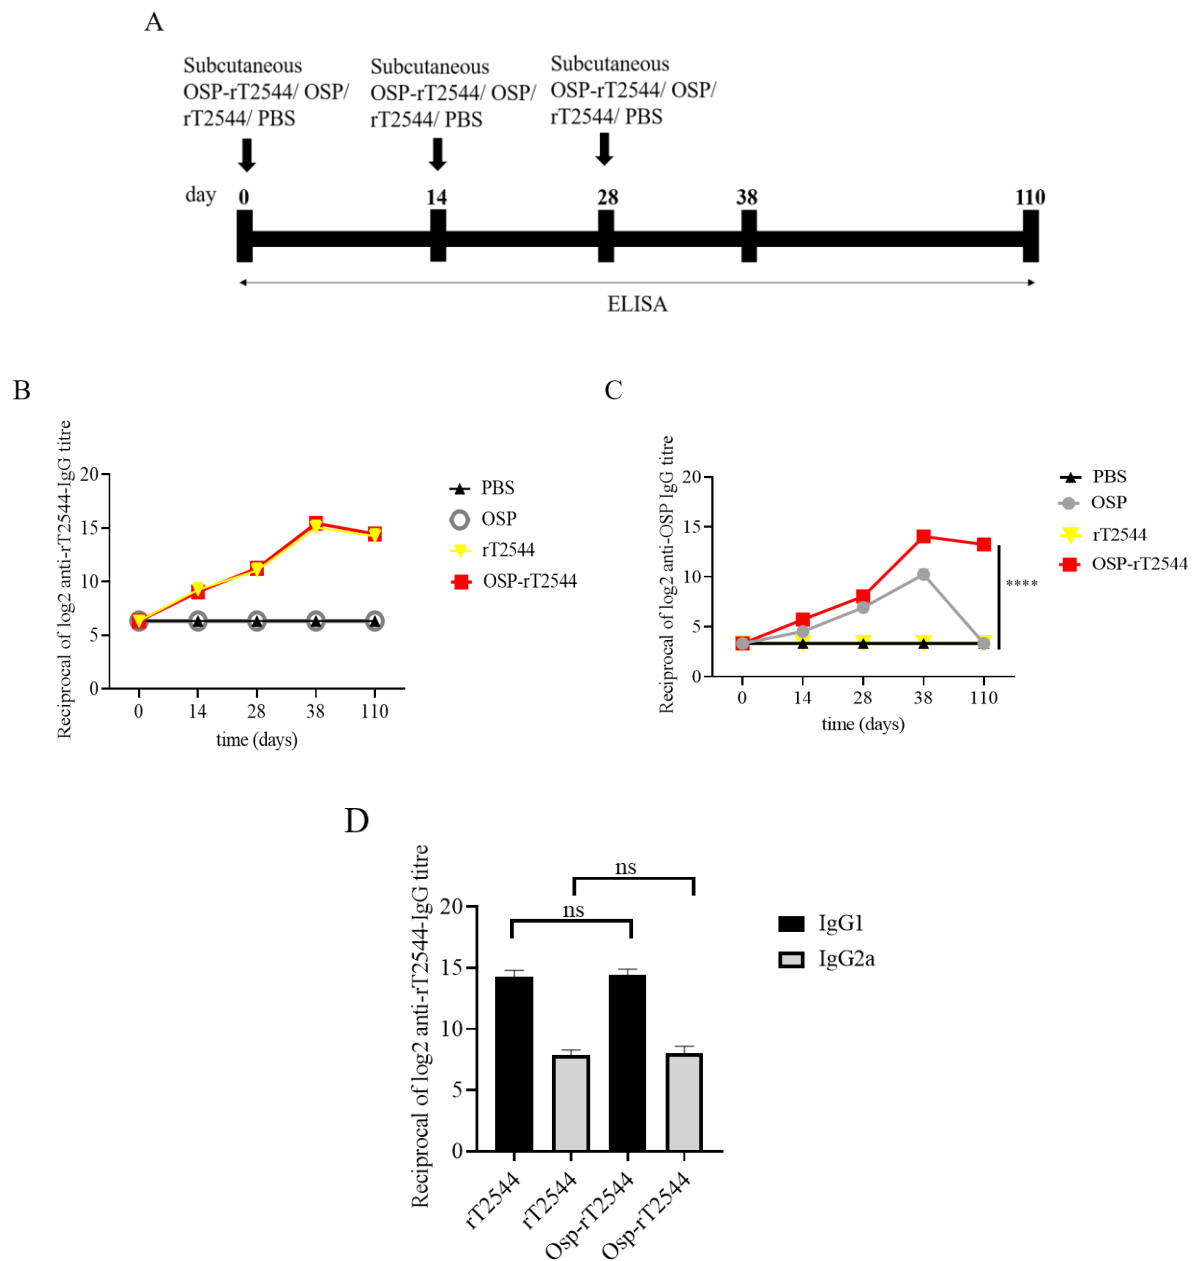 A
Subcutaneous
OSP-rT2544/ OSP/
rT2544/ PBS
Subcutaneous
OSP-rT2544/ OSP/
rT2544/ PBS
Subcutaneous
OSP-rT2544/ OSP/
rT2544/ PBS
day 0 14 28 38 110
ELISA
B
Reciprocal of log2 anti-rT2544-IgG titre
20
15
10
5
0
0 14 28 38 110
time (days)
PBS
OSP
rT2544
OSP-rT2544
C
Reciprocal of log2 anti-OSP IgG titre
20
15
10
5
0
0 14 28 38 110
time (days)
****
PBS
OSP
rT2544
OSP-rT2544
D
Reciprocal of log2 anti-rT2544-IgG titre
20
15
10
5
0
ns
ns
rT2544
rT2544
Osp-rT2544
Osp-rT2544
IgG1
IgG2a